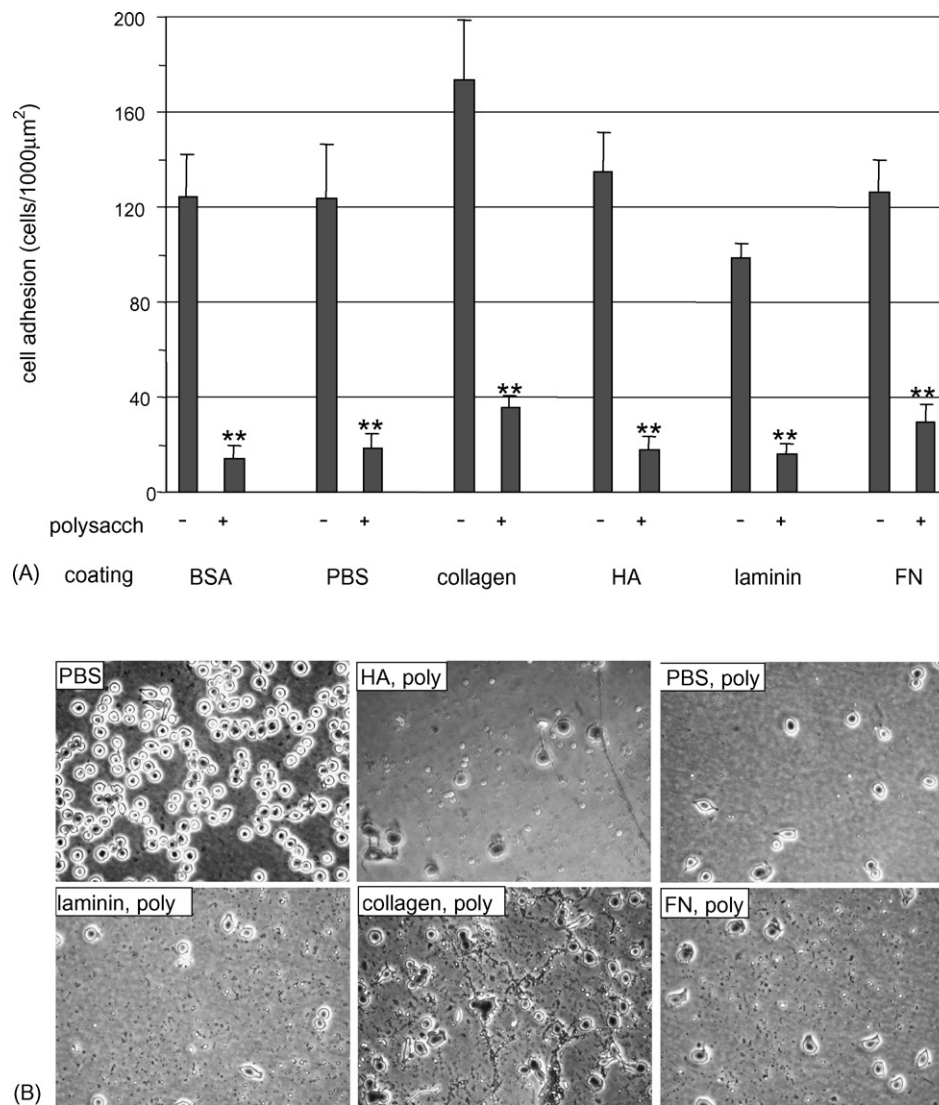 200
160
120
80
40
0
cell adhesion (cells/1000μm²)
** ** ** ** ** **
polysacch - + - + - + - + - + - +
(A) coating BSA PBS collagen HA laminin FN
PBS HA, poly PBS, poly
laminin, poly collagen, poly FN, poly
(B)